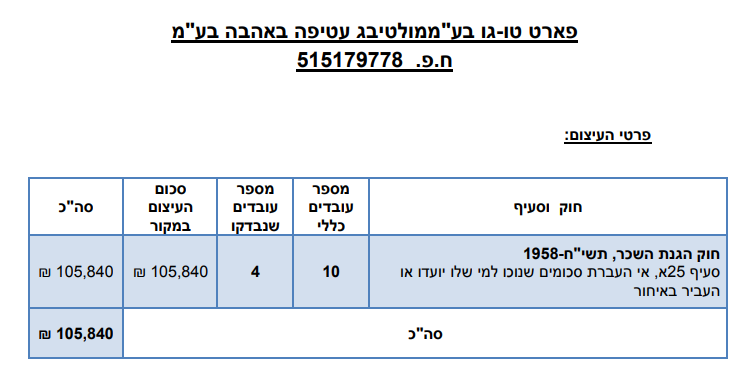 פארט טו-גו בע"ממולטיבג עטיפה באהבה בע"מ
ח.פ. 515179778
פרטי העיצום:
חוק וסעיף
מספר
עובדים
כללי
מספר
עובדים
שנבדקו
סכום
העיצום
במקור
סה"כ
חוק הגנת השכר, תשי"ח-1958
סעיף 25א, אי העברת סכומים שנוכו למי שלו יועדו או
העביר באיחור
10
4
105,840 ₪
105,840 ₪
סה"כ
105,840 ₪